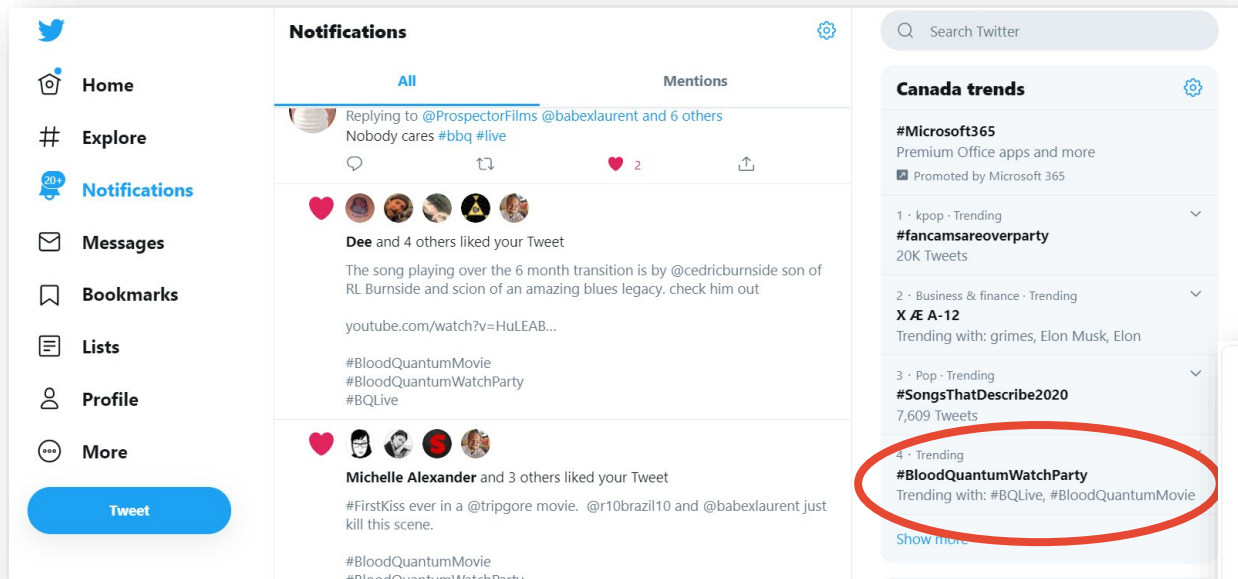 Home
Explore
20+
Notifications
Messages
Bookmarks
Lists
Profile
More
Tweet
Notifications
All
Mentions
Replying to @ProspectorFilms @babexlaurent and 6 others
Nobody cares #bbq #live
2
Dee and 4 others liked your Tweet
The song playing over the 6 month transition is by @cedricburnside son of
RL Burnside and scion of an amazing blues legacy. check him out
youtube.com/watch?v=HuLEAB...
#BloodQuantumMovie
#BloodQuantumWatchParty
#BQLive
S
Michelle Alexander and 3 others liked your Tweet
#FirstKiss ever in a @tripgore movie. @r10brazil10 and @babexlaurent just
kill this scene.
#BloodQuantumMovie
#BloodQuantumWatchParty
Search Twitter
Canada trends
#Microsoft365
Premium Office apps and more
Promoted by Microsoft 365
1 · kpop · Trending
#fancamsareoverparty
20K Tweets
2 · Business & finance · Trending
X Æ A-12
Trending with: grimes, Elon Musk, Elon
3 · Pop · Trending
#SongsThatDescribe2020
7,609 Tweets
4 · Trending
#BloodQuantumWatchParty
Trending with: #BQLive, #BloodQuantumMovie
Show more